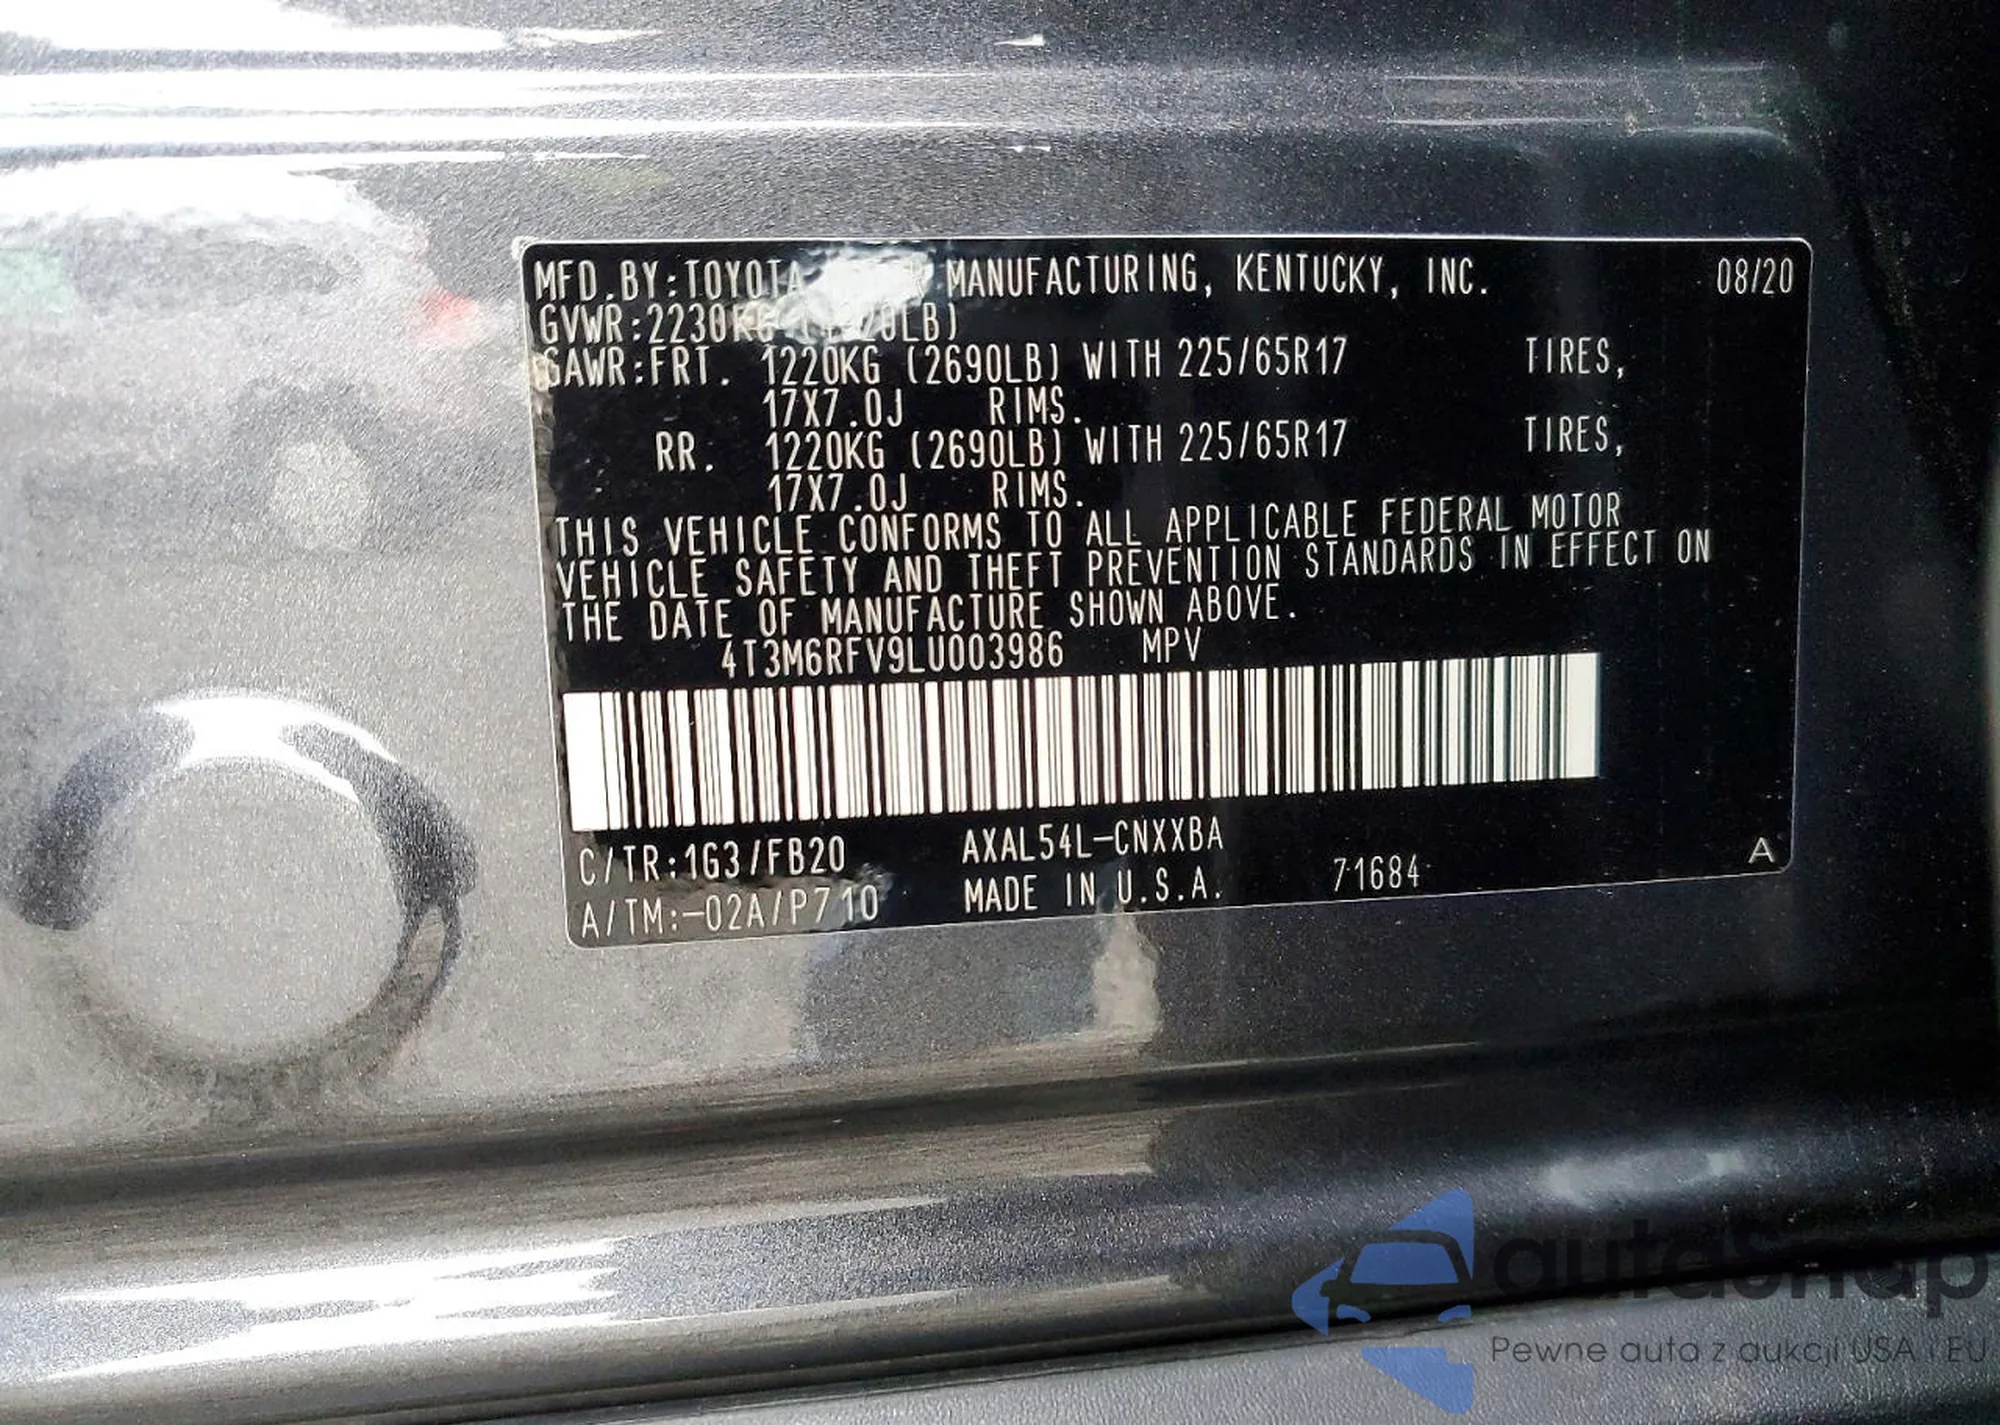 MFD. BY: TOYOTA MANUFACTURING, KENTUCKY, INC. 08/20
GVWR: 2230KG
GAWR: FRT. 1220KG (2690LB) WITH 225/65R17 TIRES,
17X7.0J RIMS.
RR. 1220KG (2690LB) WITH 225/65R17 TIRES,
17X7.0J RIMS.
THIS VEHICLE CONFORMS TO ALL APPLICABLE FEDERAL MOTOR
VEHICLE SAFETY AND THEFT PREVENTION STANDARDS IN EFFECT ON
THE DATE OF MANUFACTURE SHOWN ABOVE.
4T3M6RFV9LU003986 MPV
C/TR: 1G3/FB20 AXAL54L-CNXXBA
A/TM: -02A/P710 MADE IN U.S.A. 71684 A
autaSnap
Pewne auta z aukcji USA i EU